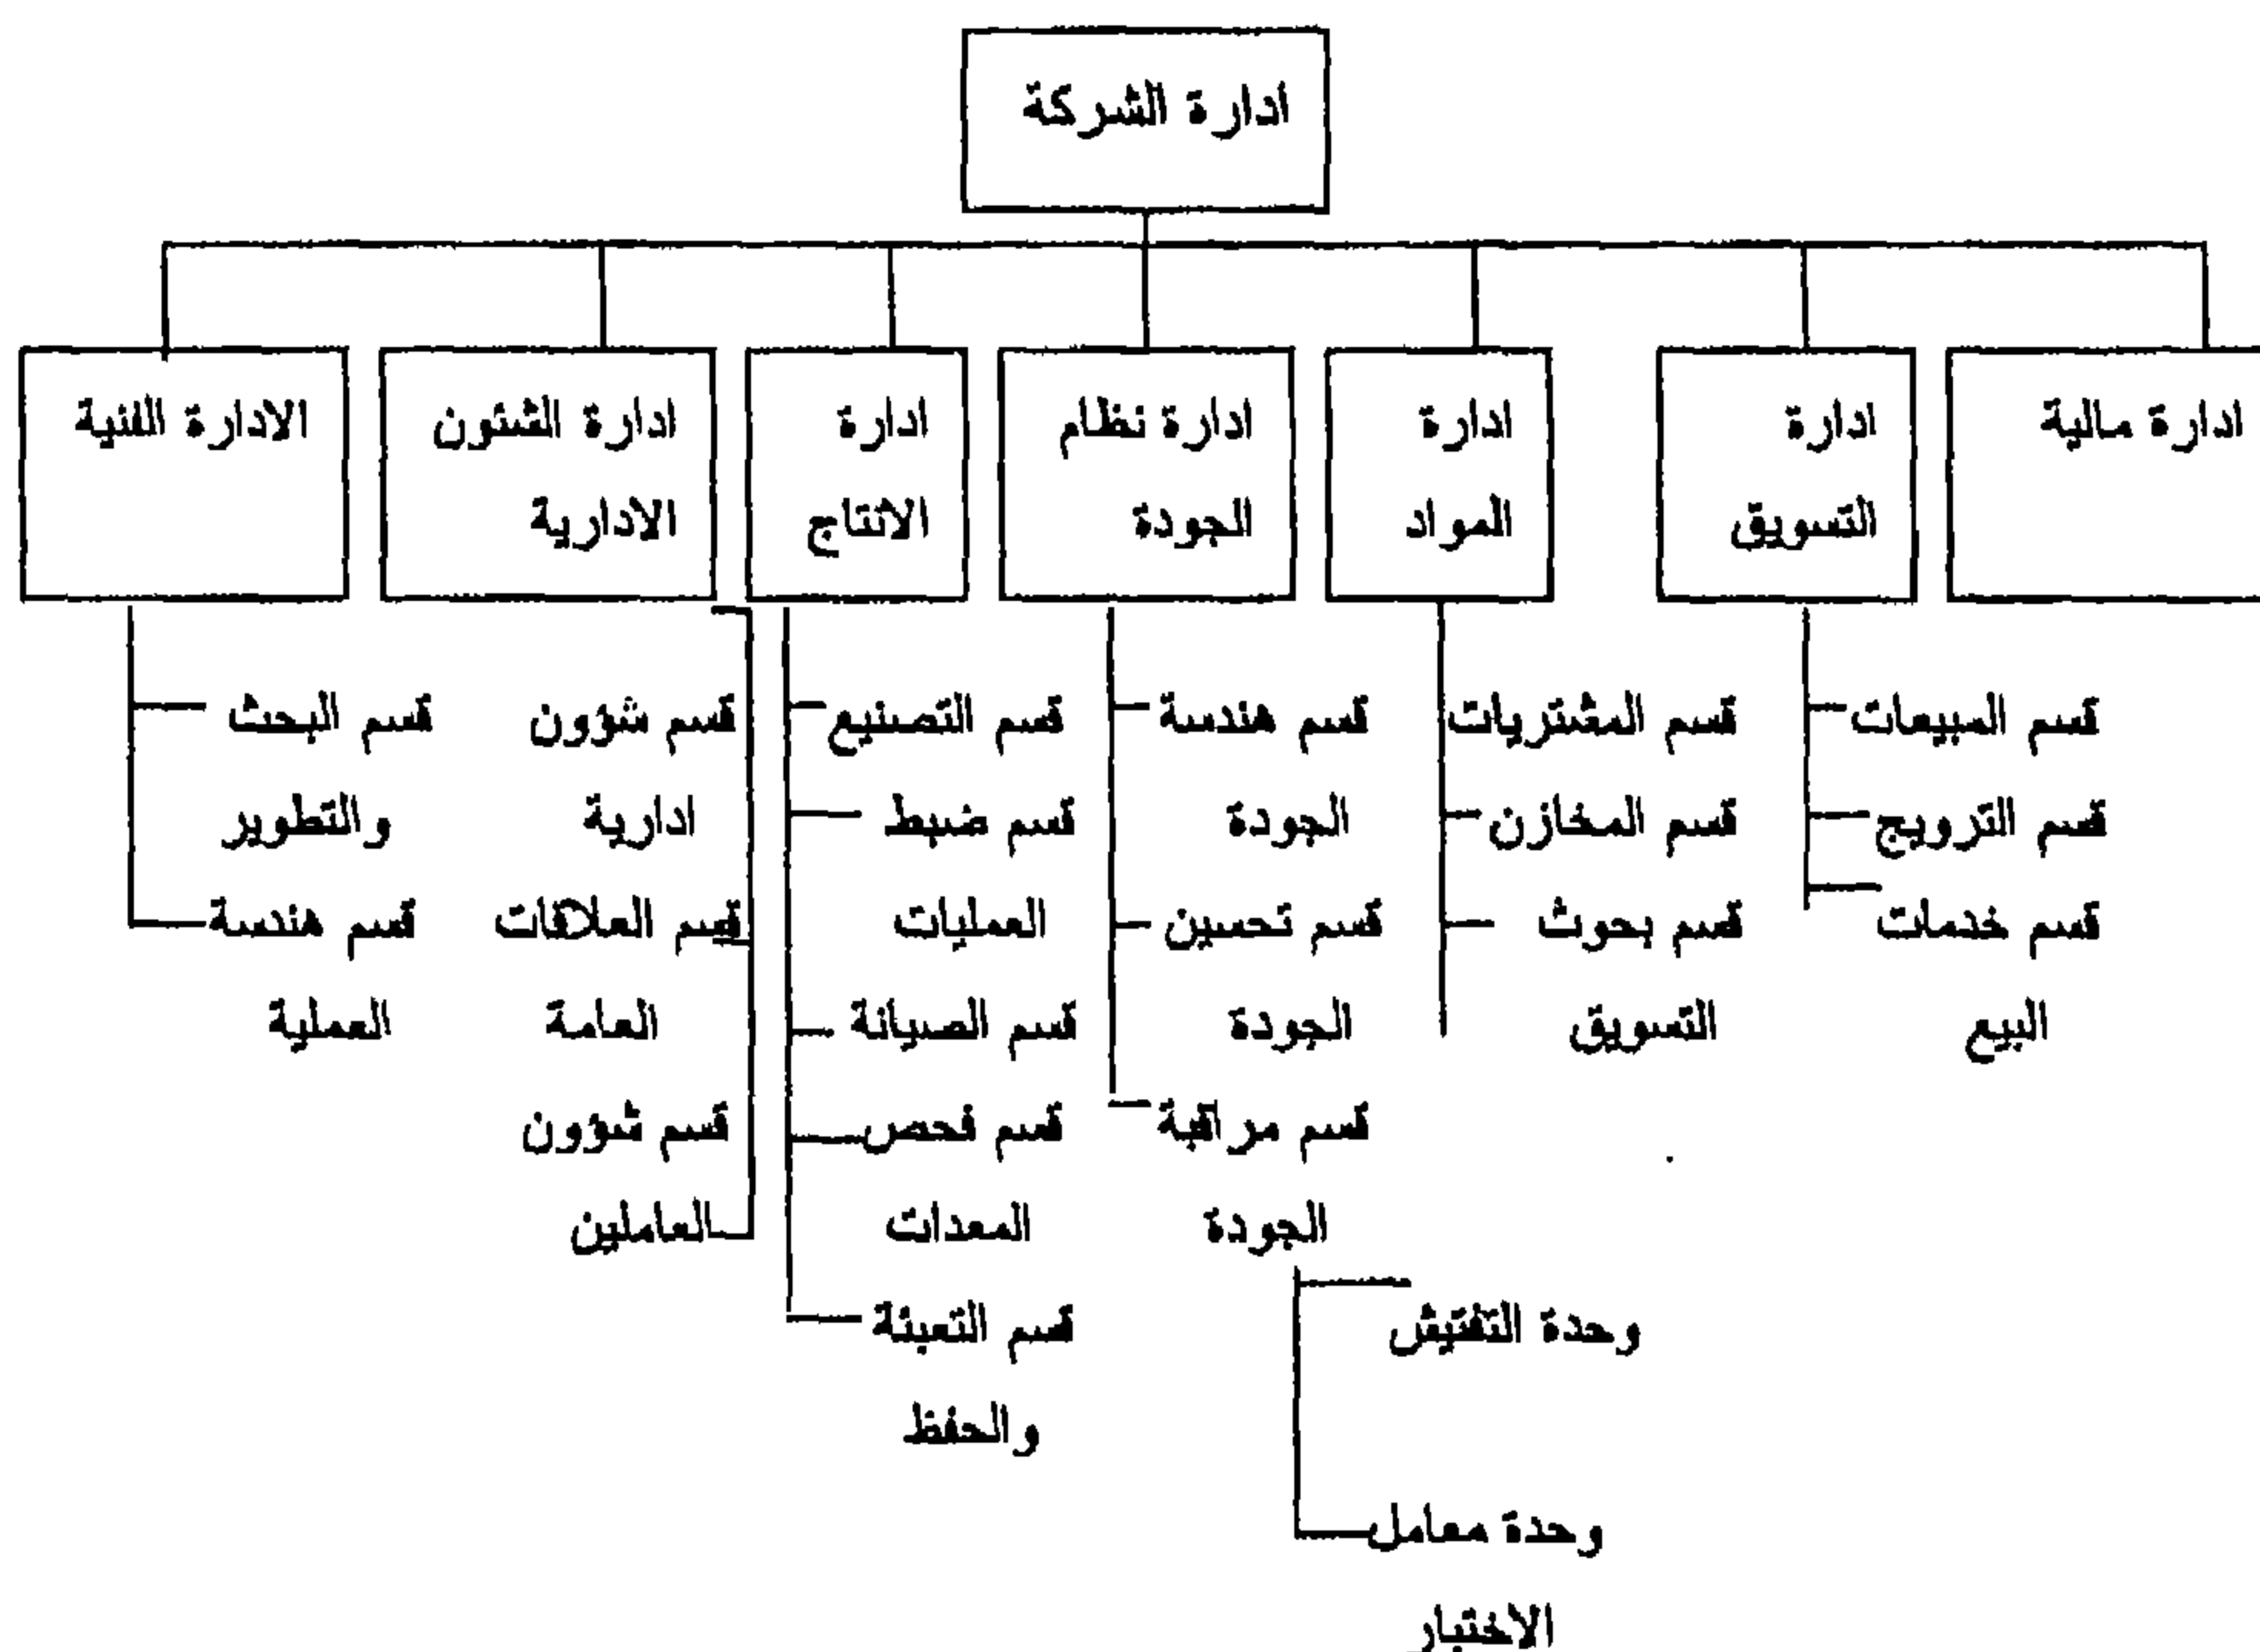 ادارة الشركة
ادارة مالية
ادارة
التسويق
ادارة
المواد
ادارة نظام
الجودة
ادارة
الانتاج
ادارة الشئون
الادارية
الادارة الفنية
قسم المبيعات
قسم الترويج
قسم خدمات
البيع
قسم المشتريات
قسم المخازن
قسم بحوث
التسويق
قسم هندسة
الجودة
قسم تحسين
الجودة
قسم مراقبة
الجودة
وحدة التفتيش
وحدة معامل
الاختبار
قسم التصنيع
قسم ضبط
العمليات
قسم الصيانة
قسم فحص
المعدات
قسم التعبئة
والحفظ
قسم شؤون
ادارية
قسم العلاقات
العامة
قسم شؤون
العاملين
قسم البحث
والتطوير
قسم هندسة
العملية